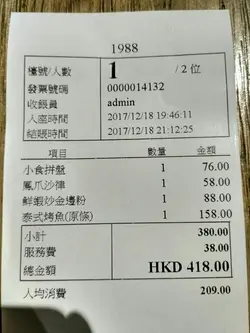 1988
檯號/人數 1 / 2 位
發票號碼 0000014132
收銀員 admin
入座時間 2017/12/18 19:46:11
結賬時間 2017/12/18 21:12:25
項目 數量 金額
小食拼盤 1 76.00
鳳爪沙律 1 58.00
鮮蝦炒金邊粉 1 88.00
泰式烤魚(原條) 1 158.00
小計 380.00
服務費 38.00
總金額 HKD 418.00
人均消費 209.00